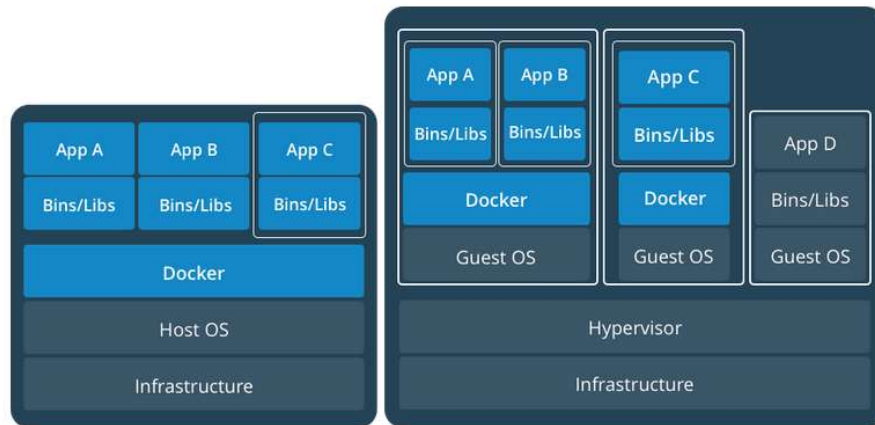 App A
App B
App C
Bins/Libs
Bins/Libs
Bins/Libs
Docker
Host OS
Infrastructure
App A
App B
Bins/Libs
Bins/Libs
Docker
Guest OS
App C
Bins/Libs
Docker
Guest OS
App D
Bins/Libs
Guest OS
Hypervisor
Infrastructure